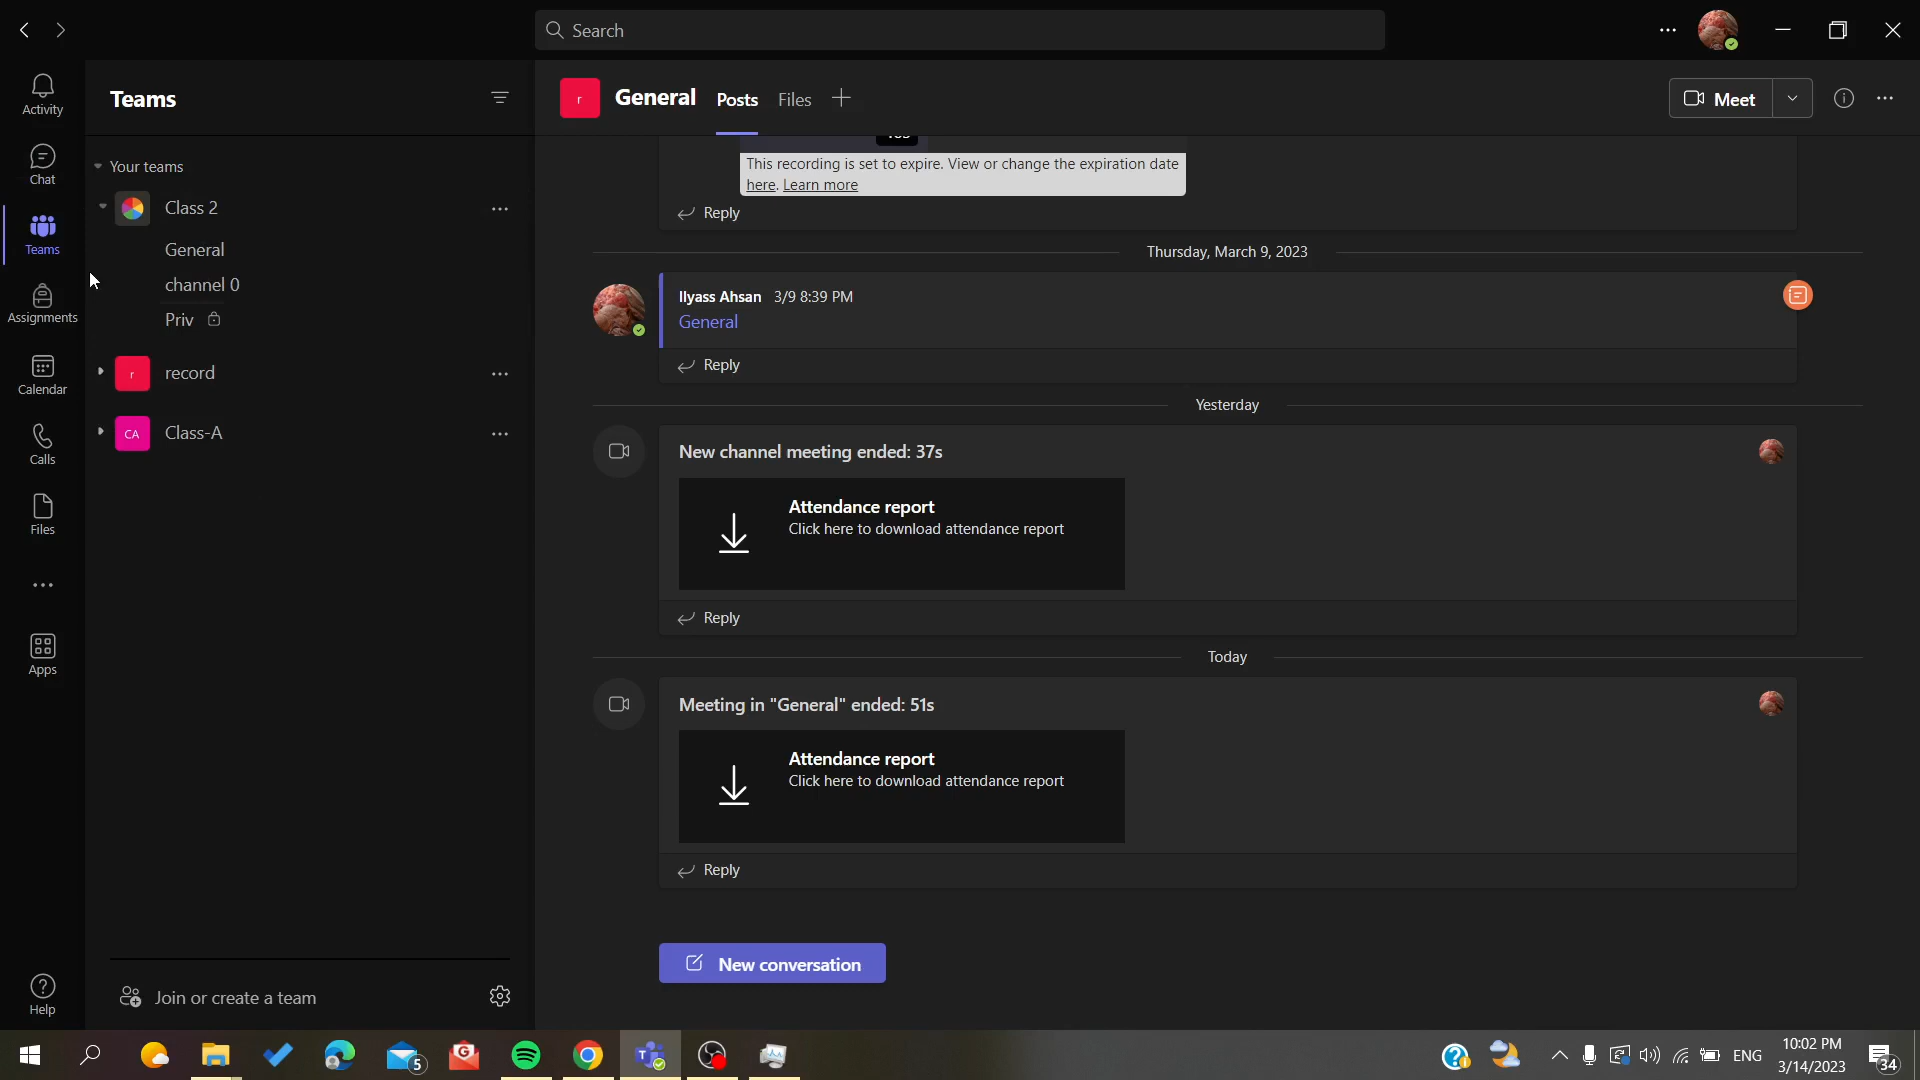 Search
Activity
Chat
Teams
Assignments
Calendar
Calls
Files
Apps
Help
Teams
Your teams
Class 2
General
channel 0
Priv
r
record
CA
Class-A
Join or create a team
r
General
Posts
Files
Meet
This recording is set to expire. View or change the expiration date
here. Learn more
Reply
Thursday, March 9, 2023
Ilyass Ahsan 3/9 8:39 PM
General
Reply
Yesterday
New channel meeting ended: 37s
Attendance report
Click here to download attendance report
Reply
Today
Meeting in "General" ended: 51s
Attendance report
Click here to download attendance report
Reply
New conversation
5
ENG
10:02 PM
3/14/2023
34